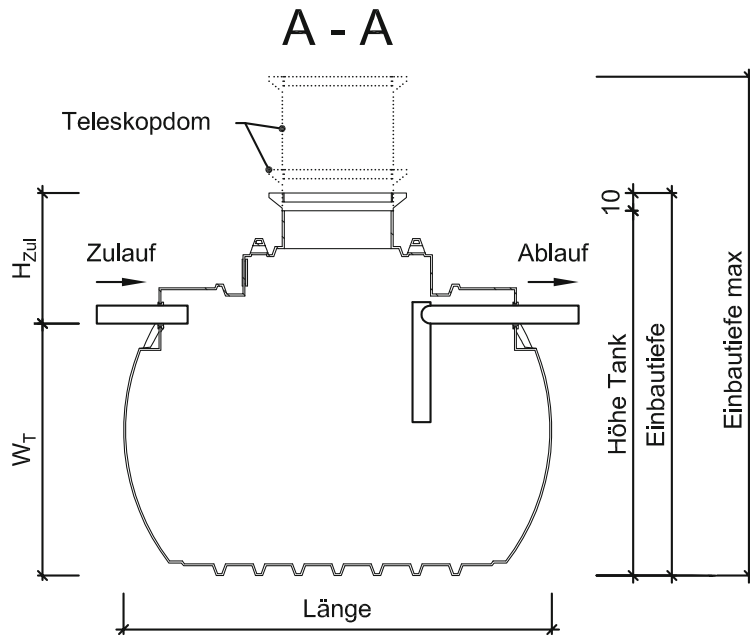 A - A
Teleskopdom
10
H_Zul
Zulauf
Ablauf
W_T
Höhe Tank
Einbautiefe
Einbautiefe max
Länge